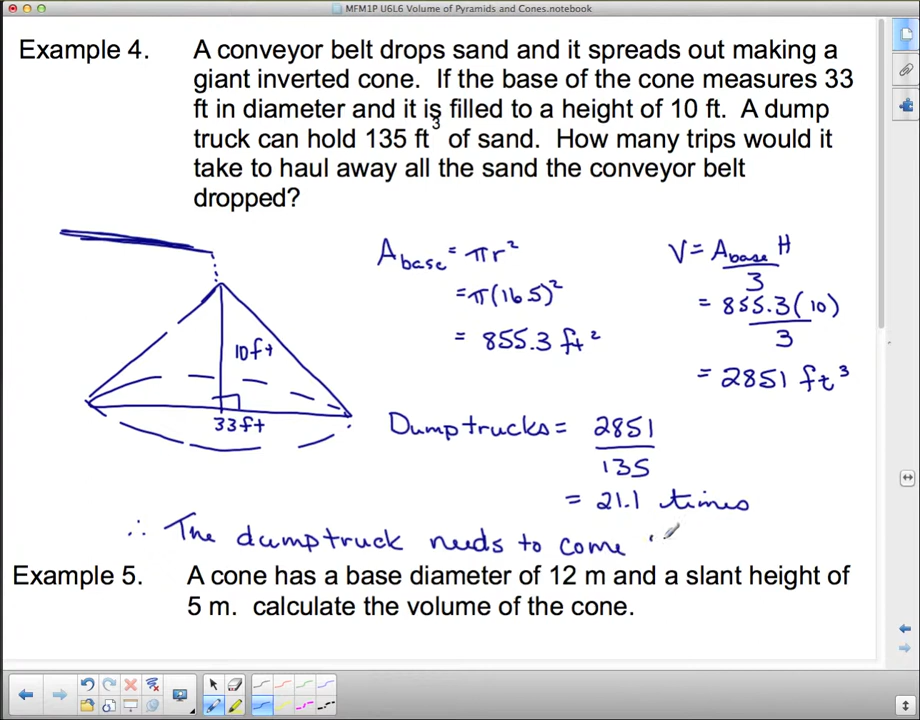 MFM1P U6L6 Volume of Pyramids and Cones.notebook
Example 4. A conveyor belt drops sand and it spreads out making a
giant inverted cone. If the base of the cone measures 33
ft in diameter and it is filled to a height of 10 ft. A dump
truck can hold 135 ft³ of sand. How many trips would it
take to haul away all the sand the conveyor belt
dropped?
A base = πr²
= π(16.5)²
= 855.3 ft²
V = A base H
3
= 855.3(10)
3
= 2851 ft³
10ft
33ft
Dumptrucks = 2851
135
= 21.1 times
∴ The dumptruck needs to come
Example 5. A cone has a base diameter of 12 m and a slant height of
5 m. calculate the volume of the cone.